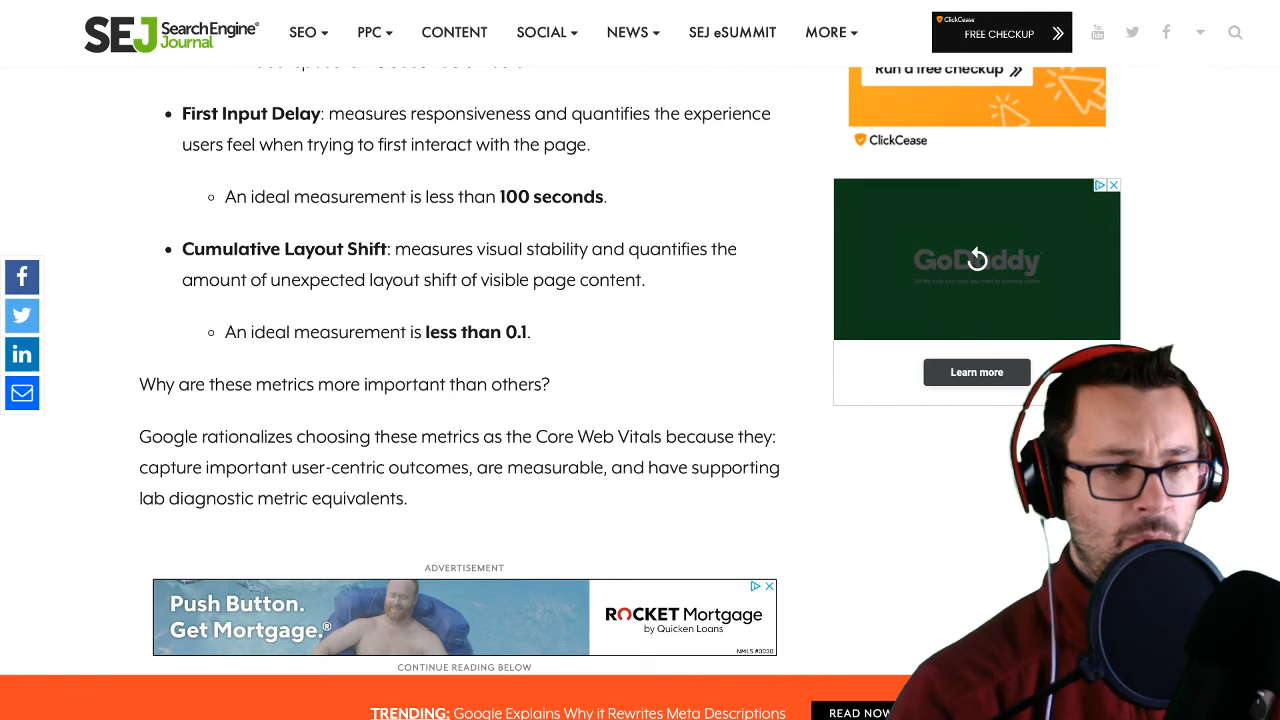 SEJ Search Engine Journal
SEO
PPC
CONTENT
SOCIAL
NEWS
SEJ eSUMMIT
MORE
ClickCease
FREE CHECKUP
You Tube
Run a free checkup
ClickCease
First Input Delay: measures responsiveness and quantifies the experience
users feel when trying to first interact with the page.
An ideal measurement is less than 100 seconds.
Cumulative Layout Shift: measures visual stability and quantifies the
amount of unexpected layout shift of visible page content.
An ideal measurement is less than 0.1.
Why are these metrics more important than others?
Google rationalizes choosing these metrics as the Core Web Vitals because they:
capture important user-centric outcomes, are measurable, and have supporting
lab diagnostic metric equivalents.
GoDaddy
Learn more
ADVERTISEMENT
Push Button.
Get Mortgage.®
ROCKET Mortgage
by Quicken Loans
NMLS #3030
CONTINUE READING BELOW
TRENDING: Google Explains Why it Rewrites Meta Descriptions
READ NOW